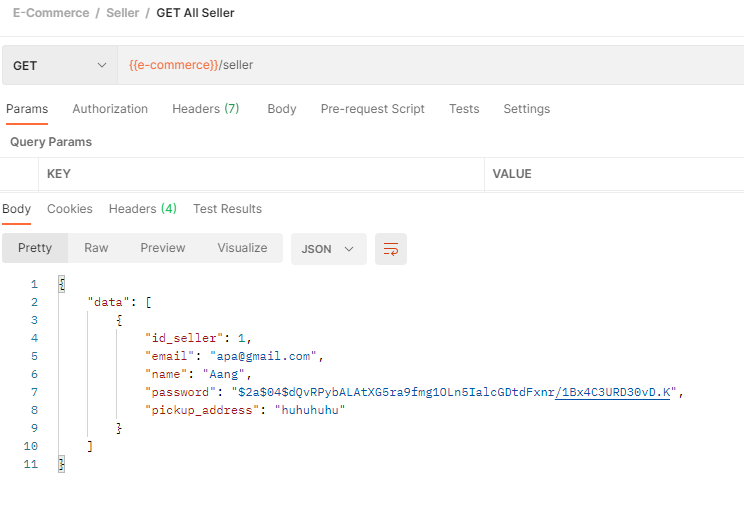 E-Commerce / Seller / GET All Seller
GET {{e-commerce}}/seller
Params Authorization Headers (7) Body Pre-request Script Tests Settings
Query Params
KEY VALUE
Body Cookies Headers (4) Test Results
Pretty Raw Preview Visualize JSON
1 {
2 "data": [
3 {
4 "id_seller": 1,
5 "email": "apa@gmail.com",
6 "name": "Aang",
7 "password": "$2a$04$dQvRPybALAtXG5ra9fmg1OLn5IalcGDtdFxnr/1Bx4C3URD30vD.K",
8 "pickup_address": "huhuhuhu"
9 }
10 ]
11 }